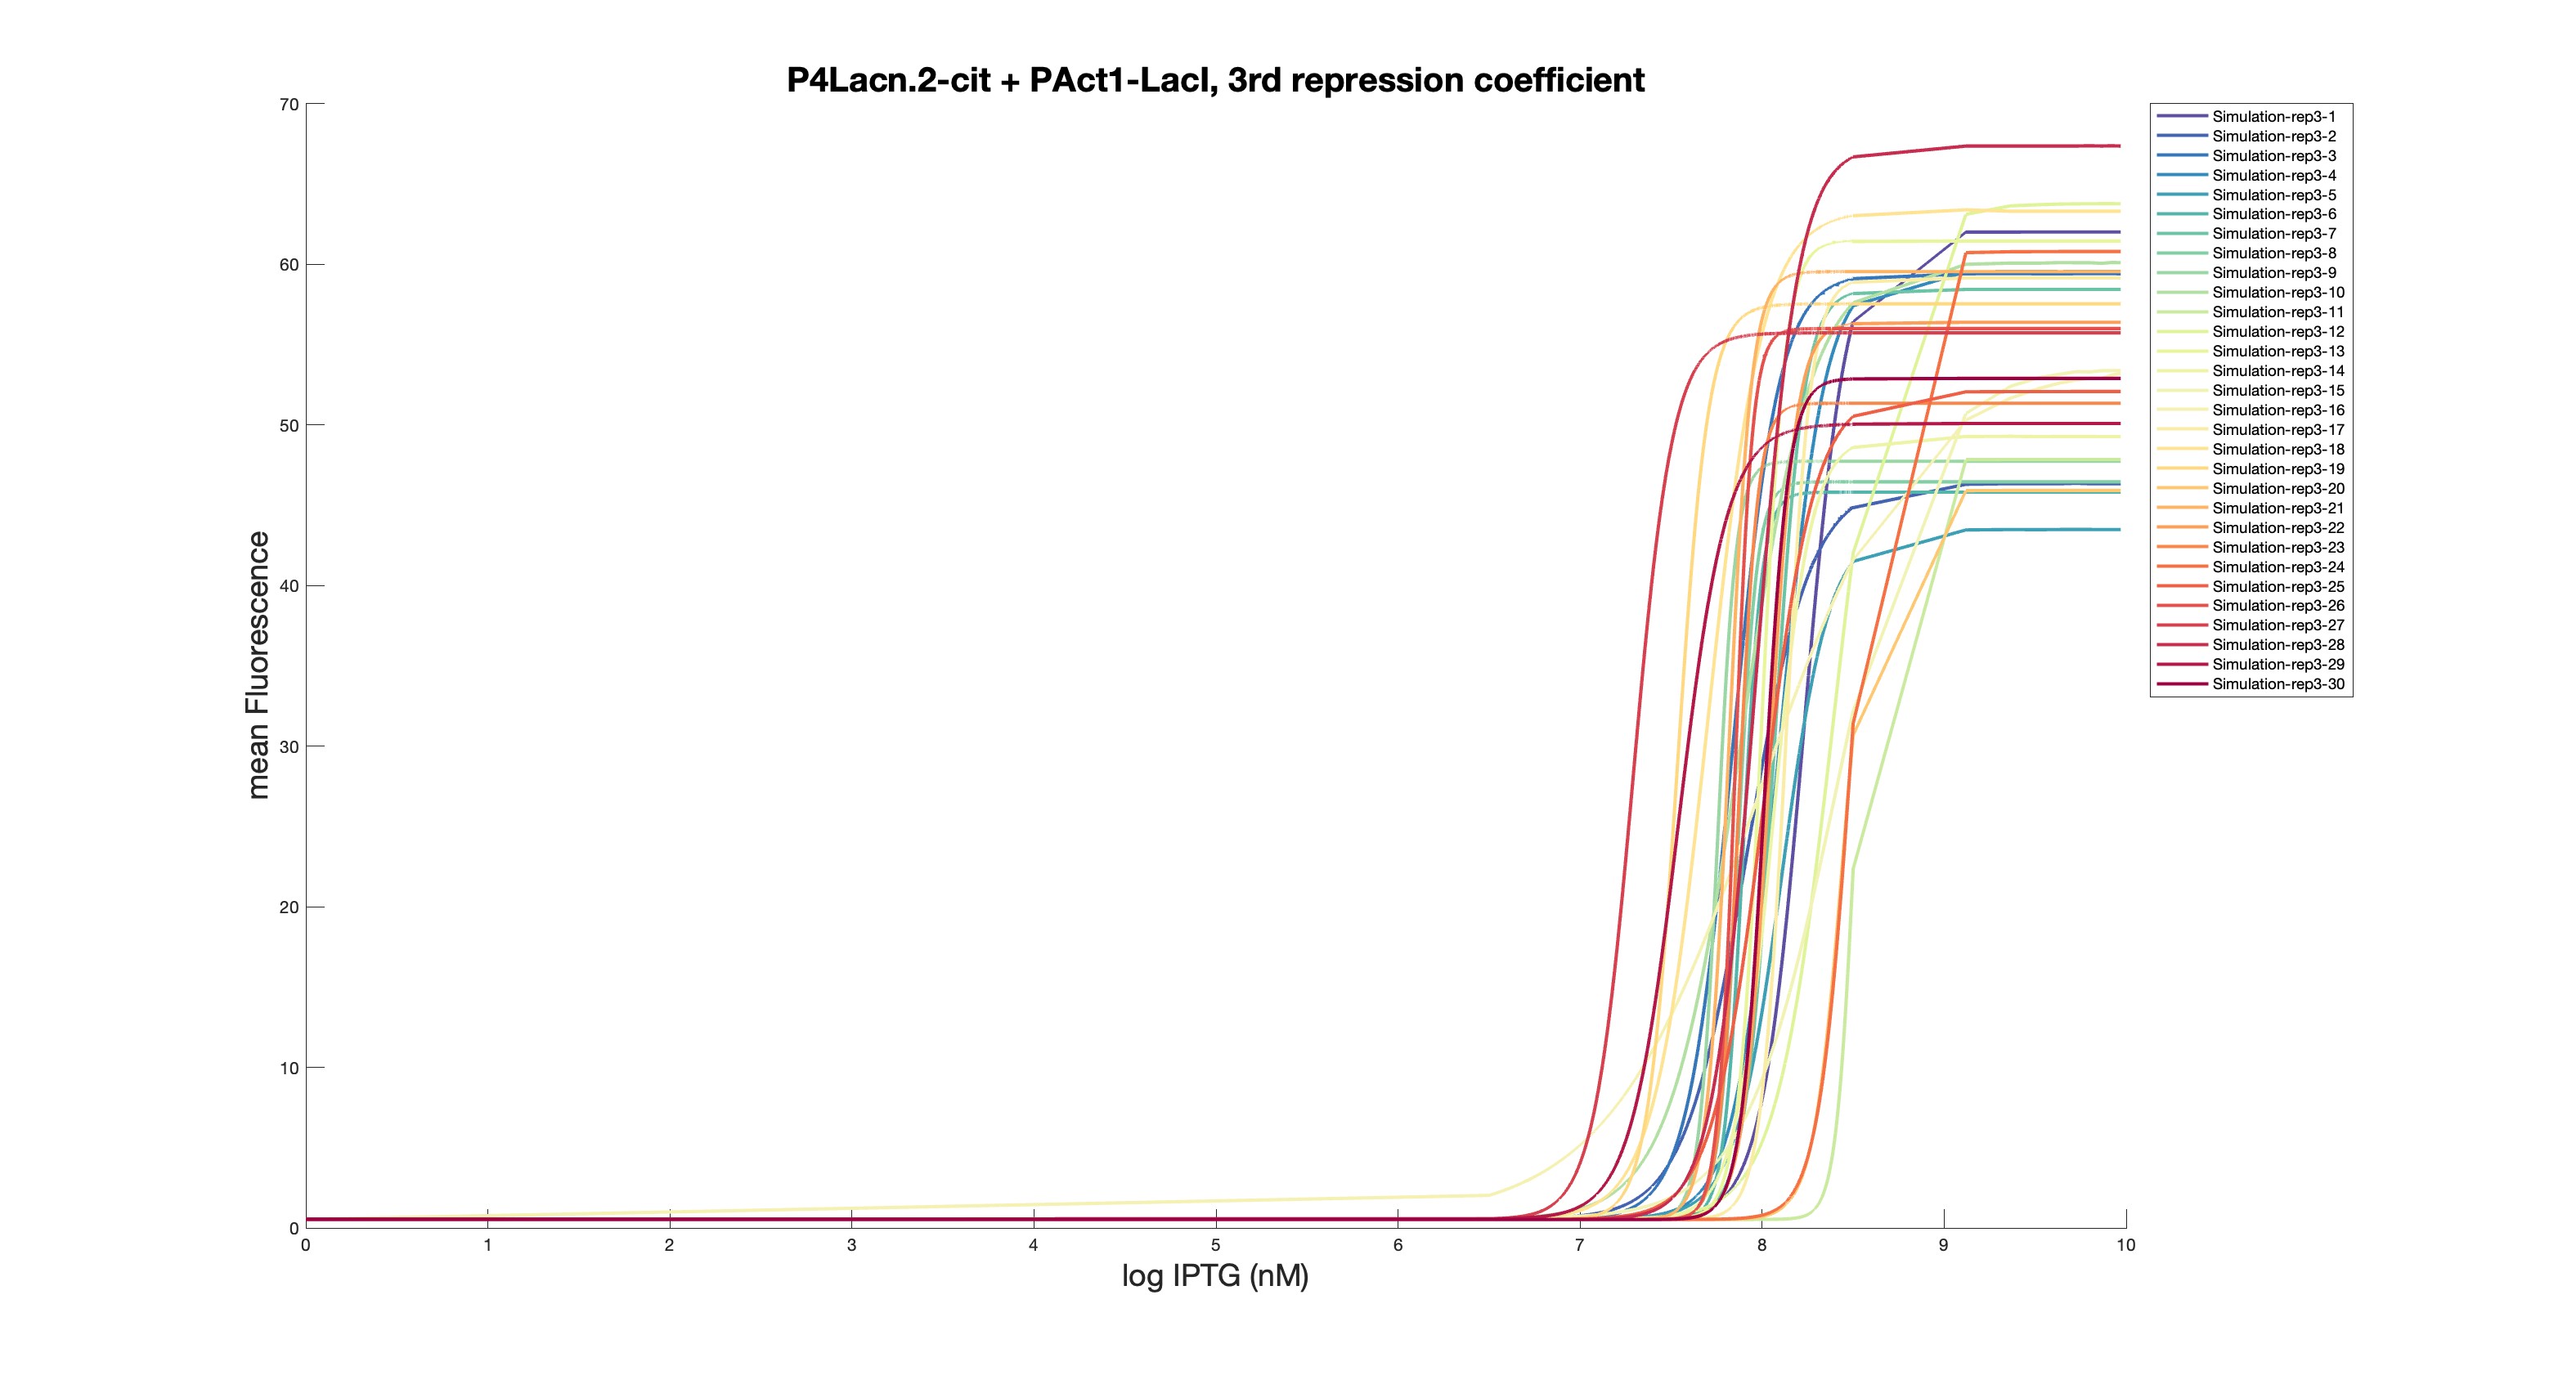 P4Lacn.2-cit + PAct1-LacI, 3rd repression coefficient
70
60
50
40
30
20
10
0
mean Fluorescence
0 1 2 3 4 5 6 7 8 9 10
log IPTG (nM)
Simulation-rep3-1
Simulation-rep3-2
Simulation-rep3-3
Simulation-rep3-4
Simulation-rep3-5
Simulation-rep3-6
Simulation-rep3-7
Simulation-rep3-8
Simulation-rep3-9
Simulation-rep3-10
Simulation-rep3-11
Simulation-rep3-12
Simulation-rep3-13
Simulation-rep3-14
Simulation-rep3-15
Simulation-rep3-16
Simulation-rep3-17
Simulation-rep3-18
Simulation-rep3-19
Simulation-rep3-20
Simulation-rep3-21
Simulation-rep3-22
Simulation-rep3-23
Simulation-rep3-24
Simulation-rep3-25
Simulation-rep3-26
Simulation-rep3-27
Simulation-rep3-28
Simulation-rep3-29
Simulation-rep3-30